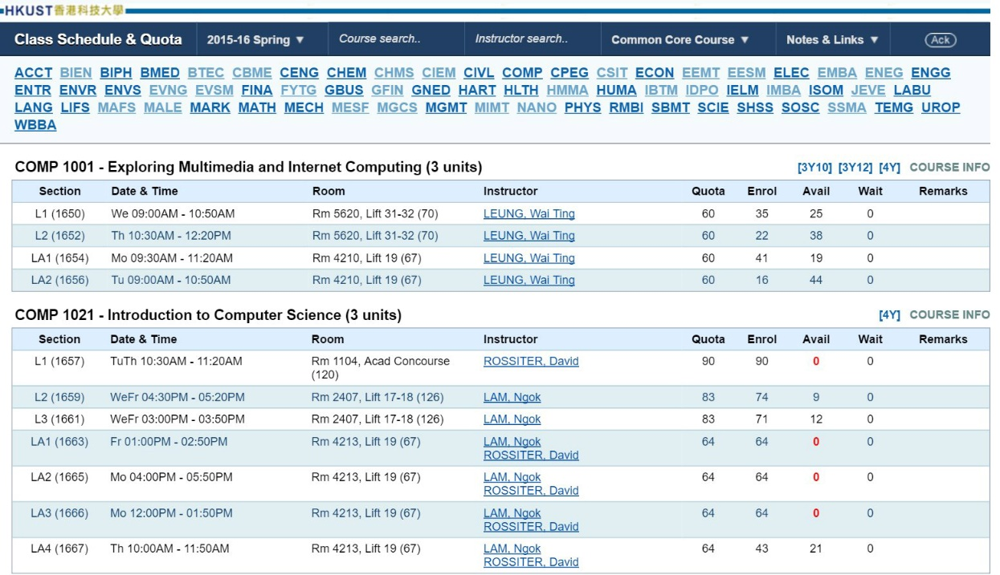 HKUST香港科技大學
Class Schedule & Quota 2015-16 Spring ▼ Course search.. Instructor search.. Common Core Course ▼ Notes & Links ▼ Ack
ACCT BIEN BIPH BMED BTEC CBME CENG CHEM CHMS CIEM CIVL COMP CPEG CSIT ECON EEMT EESM ELEC EMBA ENEG ENGG
ENTR ENVR ENVS EVNG EVSM FINA FYTG GBUS GFIN GNED HART HLTH HMMA HUMA IBTM IDPO IELM IMBA ISOM JEVE LABU
LANG LIFS MAFS MALE MARK MATH MECH MESF MGCS MGMT MIMT NANO PHYS RMBI SBMT SCIE SHSS SOSC SSMA TEMG UROP
WBBA
COMP 1001 - Exploring Multimedia and Internet Computing (3 units) [3Y10] [3Y12] [4Y] COURSE INFO
Section Date & Time Room Instructor Quota Enrol Avail Wait Remarks
L1 (1650) We 09:00AM - 10:50AM Rm 5620, Lift 31-32 (70) LEUNG, Wai Ting 60 35 25 0
L2 (1652) Th 10:30AM - 12:20PM Rm 5620, Lift 31-32 (70) LEUNG, Wai Ting 60 22 38 0
LA1 (1654) Mo 09:30AM - 11:20AM Rm 4210, Lift 19 (67) LEUNG, Wai Ting 60 41 19 0
LA2 (1656) Tu 09:00AM - 10:50AM Rm 4210, Lift 19 (67) LEUNG, Wai Ting 60 16 44 0
COMP 1021 - Introduction to Computer Science (3 units) [4Y] COURSE INFO
Section Date & Time Room Instructor Quota Enrol Avail Wait Remarks
L1 (1657) TuTh 10:30AM - 11:20AM Rm 1104, Acad Concourse ROSSITER, David 90 90 0 0
(120)
L2 (1659) WeFr 04:30PM - 05:20PM Rm 2407, Lift 17-18 (126) LAM, Ngok 83 74 9 0
L3 (1661) WeFr 03:00PM - 03:50PM Rm 2407, Lift 17-18 (126) LAM, Ngok 83 71 12 0
LA1 (1663) Fr 01:00PM - 02:50PM Rm 4213, Lift 19 (67) LAM, Ngok 64 64 0 0
ROSSITER, David
LA2 (1665) Mo 04:00PM - 05:50PM Rm 4213, Lift 19 (67) LAM, Ngok 64 64 0 0
ROSSITER, David
LA3 (1666) Mo 12:00PM - 01:50PM Rm 4213, Lift 19 (67) LAM, Ngok 64 64 0 0
ROSSITER, David
LA4 (1667) Th 10:00AM - 11:50AM Rm 4213, Lift 19 (67) LAM, Ngok 64 43 21 0
ROSSITER, David